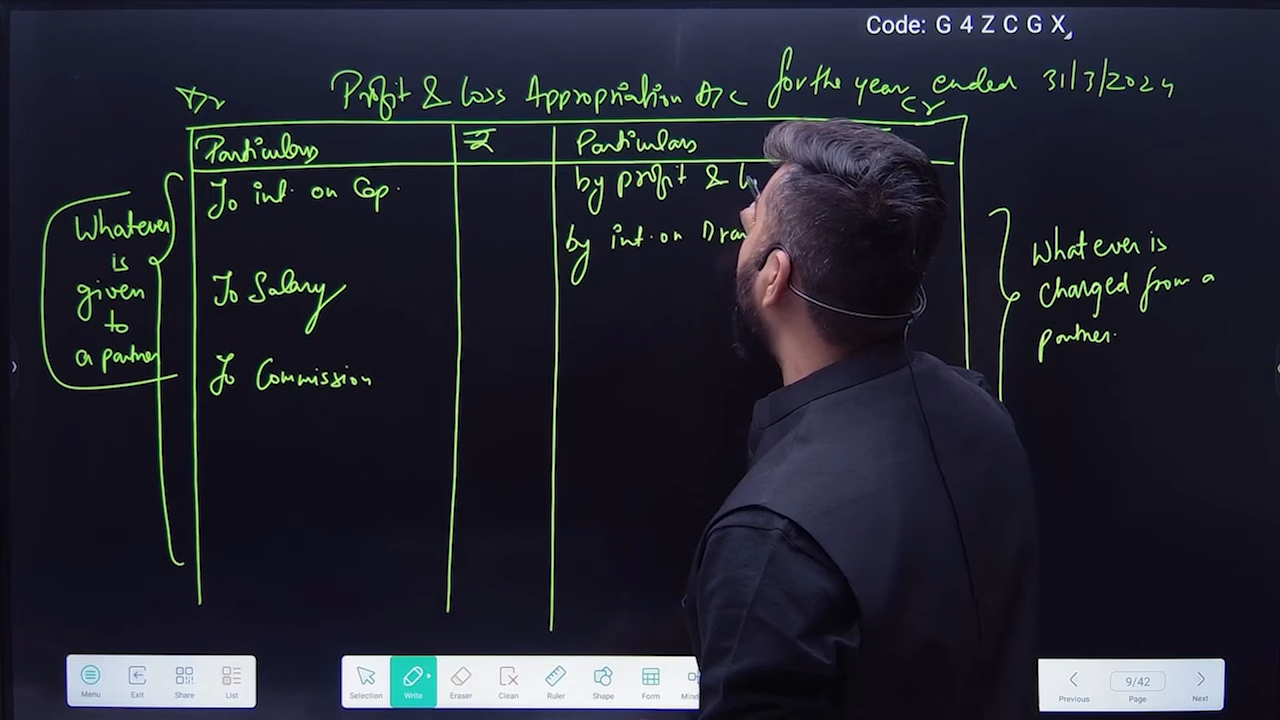 Code: G 4 Z C G X
Dr Profit & Loss Appropriation A/c for the year ended 31/3/2024
Cr
Particulars ₹ Particulars
To int. on Cap.
by profit &
by int. on
To Salary
To Commission
Whatever
is
given
to
a partner
Whatever is
charged from a
partner.
Menu Exit Share List
Selection Write Eraser Clean Ruler Shape Form
Previous 9/42 Page Next